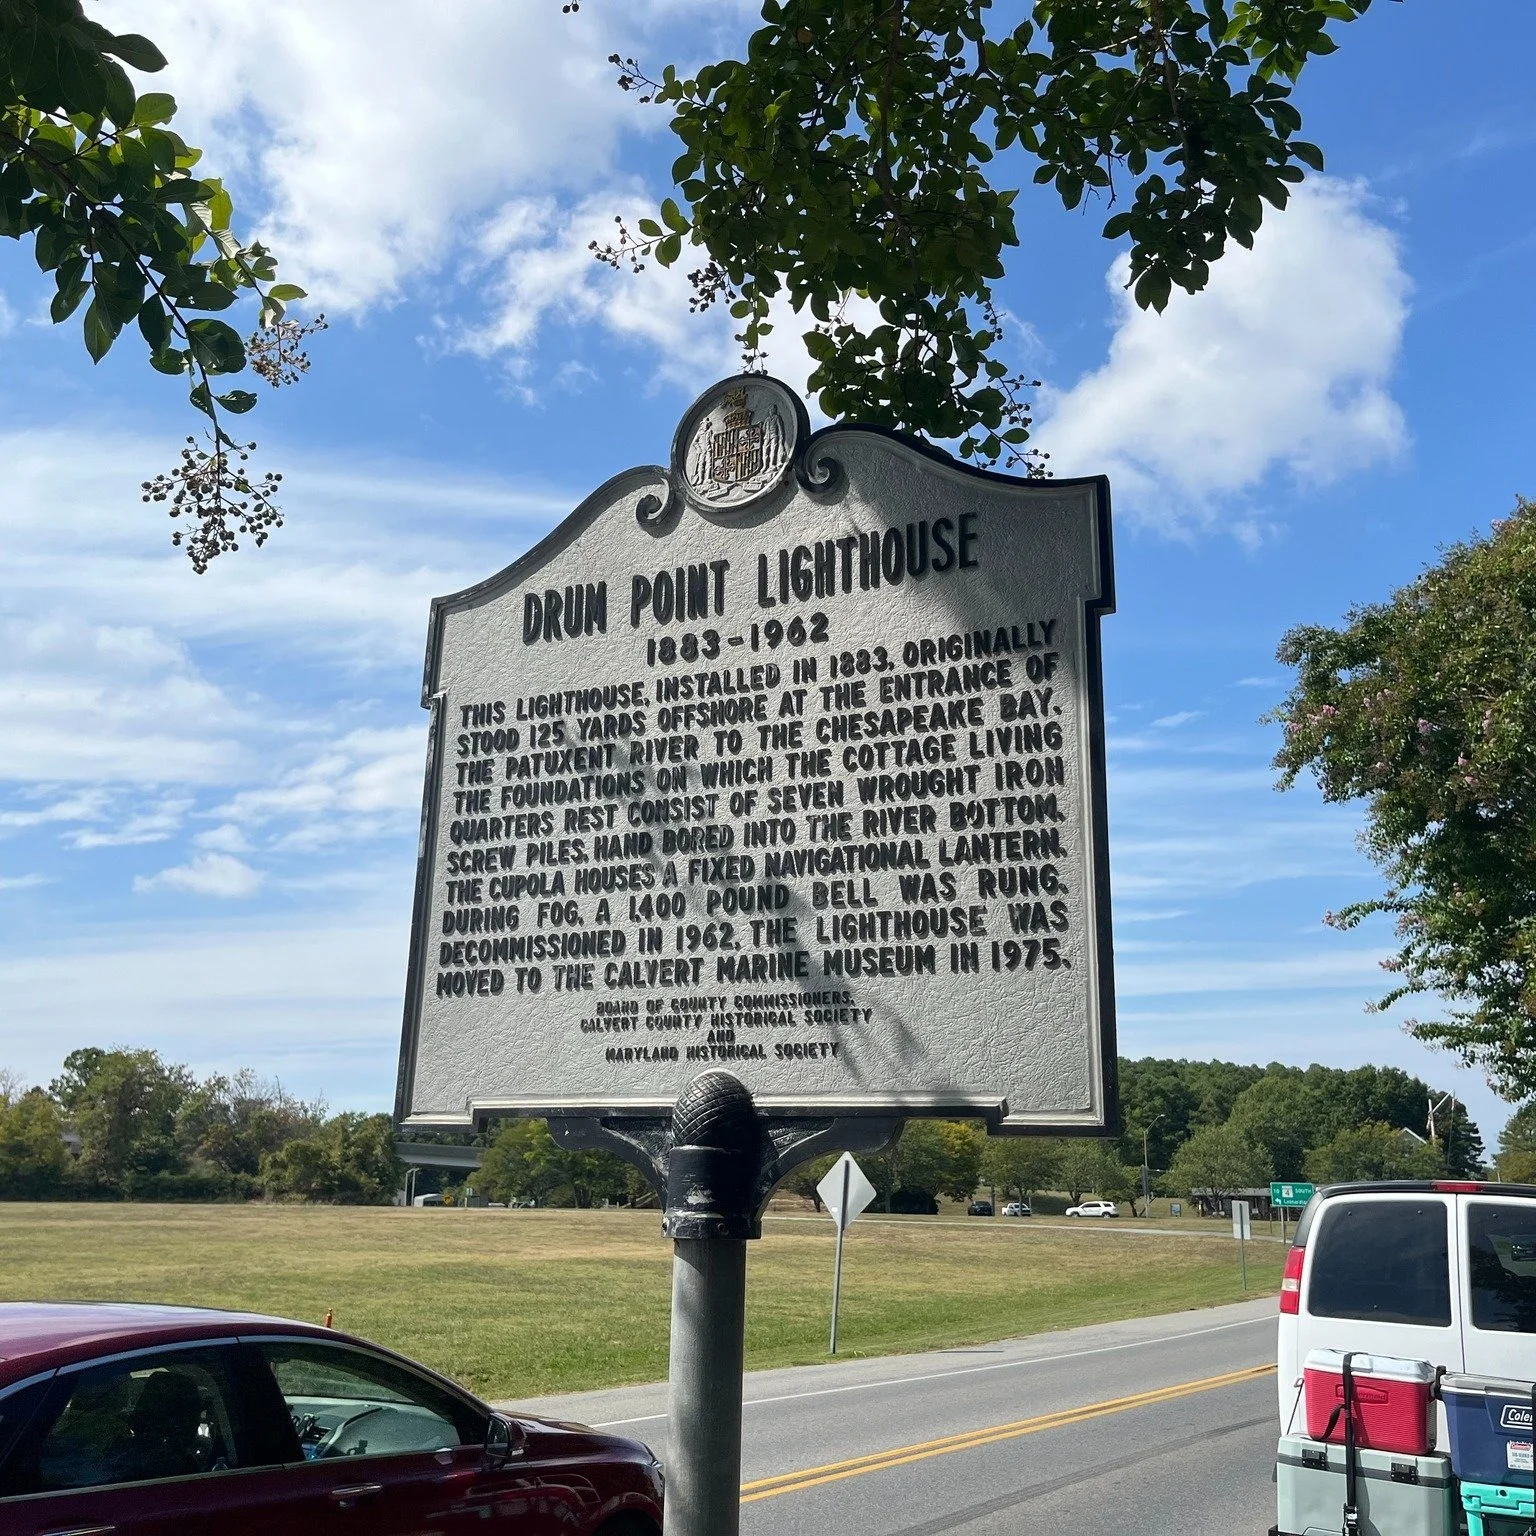 DRUM POINT LIGHTHOUSE
1883-1962
THIS LIGHTHOUSE, INSTALLED IN 1883, ORIGINALLY
STOOD 125 YARDS OFFSHORE AT THE ENTRANCE OF
THE PATUXENT RIVER TO THE CHESAPEAKE BAY.
THE FOUNDATIONS ON WHICH THE COTTAGE LIVING
QUARTERS REST CONSIST OF SEVEN WROUGHT IRON
SCREW PILES, HAND BORED INTO THE RIVER BOTTOM.
THE CUPOLA HOUSES A FIXED NAVIGATIONAL LANTERN.
DURING FOG, A 1,400 POUND BELL WAS RUNG.
DECOMMISSIONED IN 1962, THE LIGHTHOUSE WAS
MOVED TO THE CALVERT MARINE MUSEUM IN 1975.
BOARD OF COUNTY COMMISSIONERS,
CALVERT COUNTY HISTORICAL SOCIETY
AND
MARYLAND HISTORICAL SOCIETY
TO 4 SOUTH
Cole